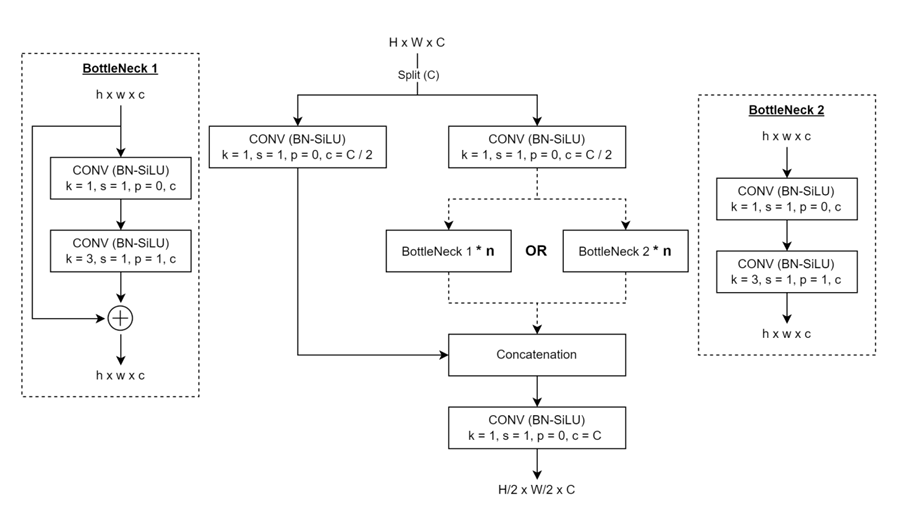 BottleNeck 1
h x w x c
CONV (BN-SiLU)
k = 1, s = 1, p = 0, c
CONV (BN-SiLU)
k = 3, s = 1, p = 1, c
h x w x c
H x W x C
Split (C)
CONV (BN-SiLU)
k = 1, s = 1, p = 0, c = C / 2
CONV (BN-SiLU)
k = 1, s = 1, p = 0, c = C / 2
BottleNeck 1 * n
OR
BottleNeck 2 * n
Concatenation
CONV (BN-SiLU)
k = 1, s = 1, p = 0, c = C
H/2 x W/2 x C
BottleNeck 2
h x w x c
CONV (BN-SiLU)
k = 1, s = 1, p = 0, c
CONV (BN-SiLU)
k = 3, s = 1, p = 1, c
h x w x c